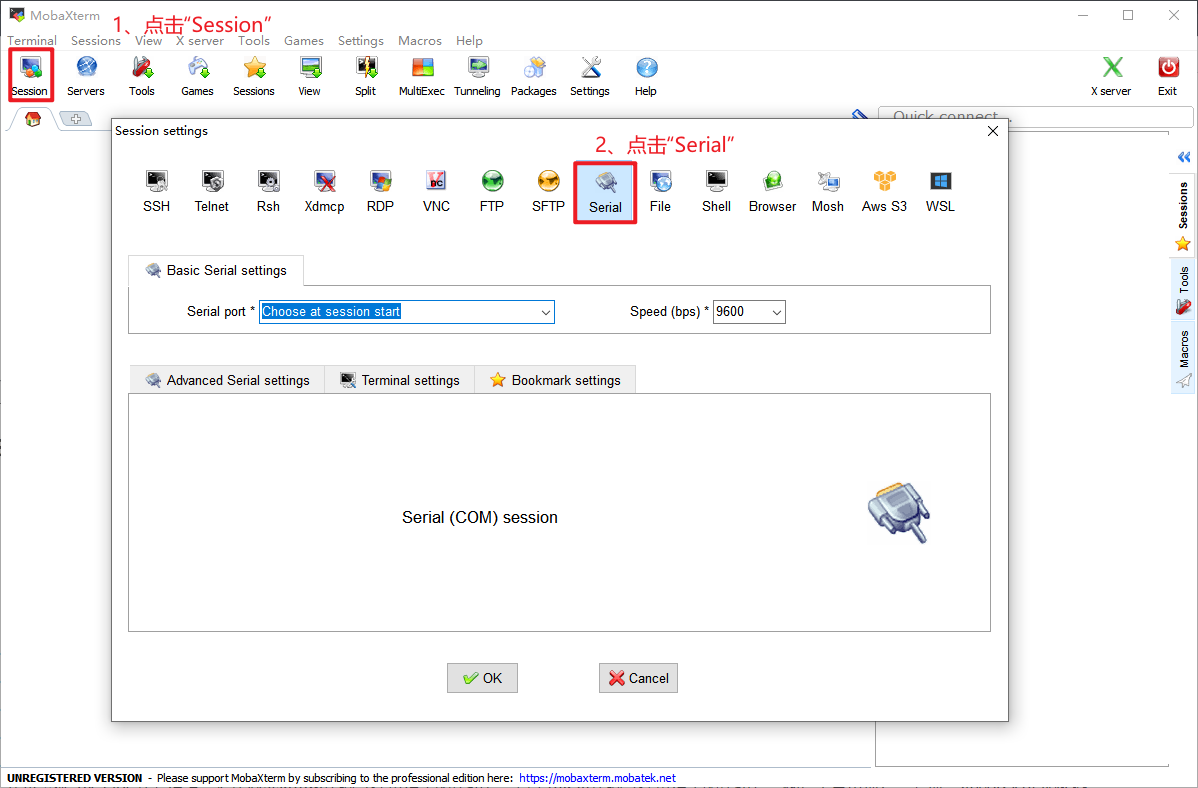 MobaXterm
1、点击“Session”
Terminal Sessions View X server Tools Games Settings Macros Help
Session Servers Tools Games Sessions View Split MultiExec Tunneling Packages Settings Help X server Exit
Quick connect...
Session settings
2、点击“Serial”
SSH Telnet Rsh Xdmcp RDP VNC FTP SFTP Serial File Shell Browser Mosh Aws S3 WSL
Basic Serial settings
Serial port * Choose at session start Speed (bps) * 9600
Advanced Serial settings Terminal settings Bookmark settings
Serial (COM) session
OK Cancel
Sessions
Tools
Macros
UNREGISTERED VERSION - Please support MobaXterm by subscribing to the professional edition here: https://mobaxterm.mobatek.net